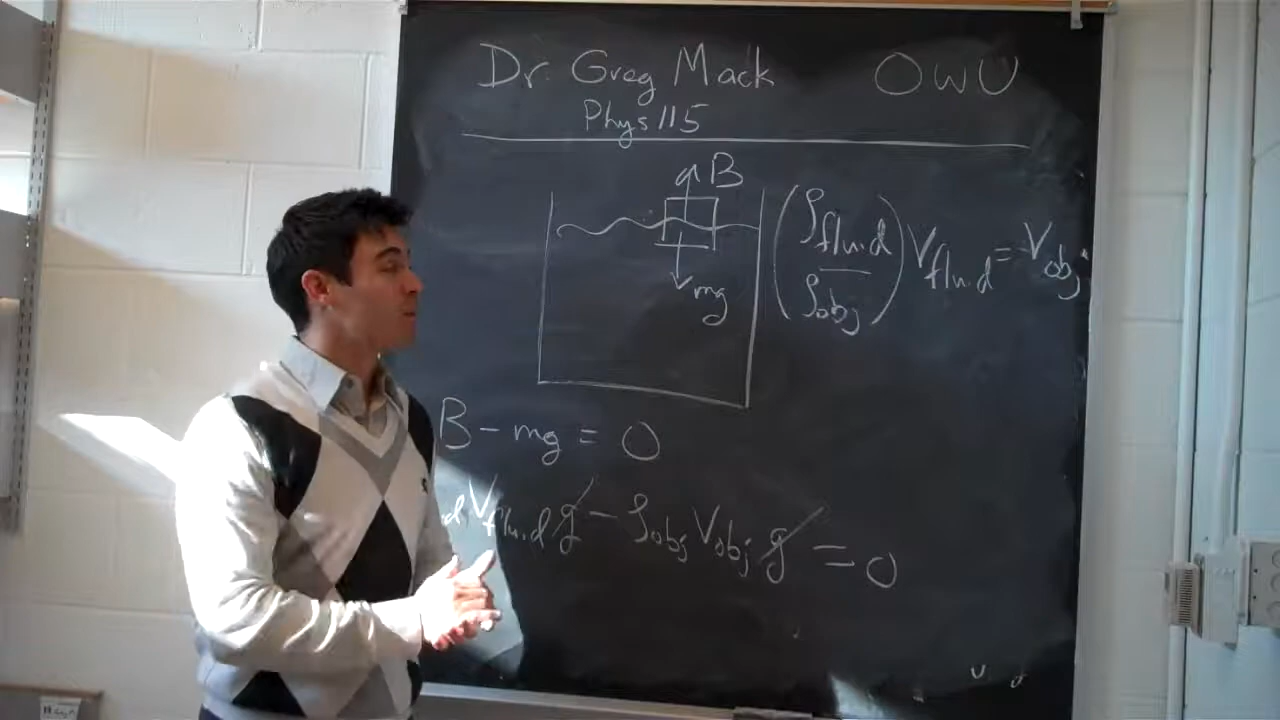 Dr. Greg Mack OWU
Phys 115
B
mg
(ρfluid / ρobj) Vfluid = Vobj.
B - mg = 0
d Vfluid g - ρobj Vobj g = 0